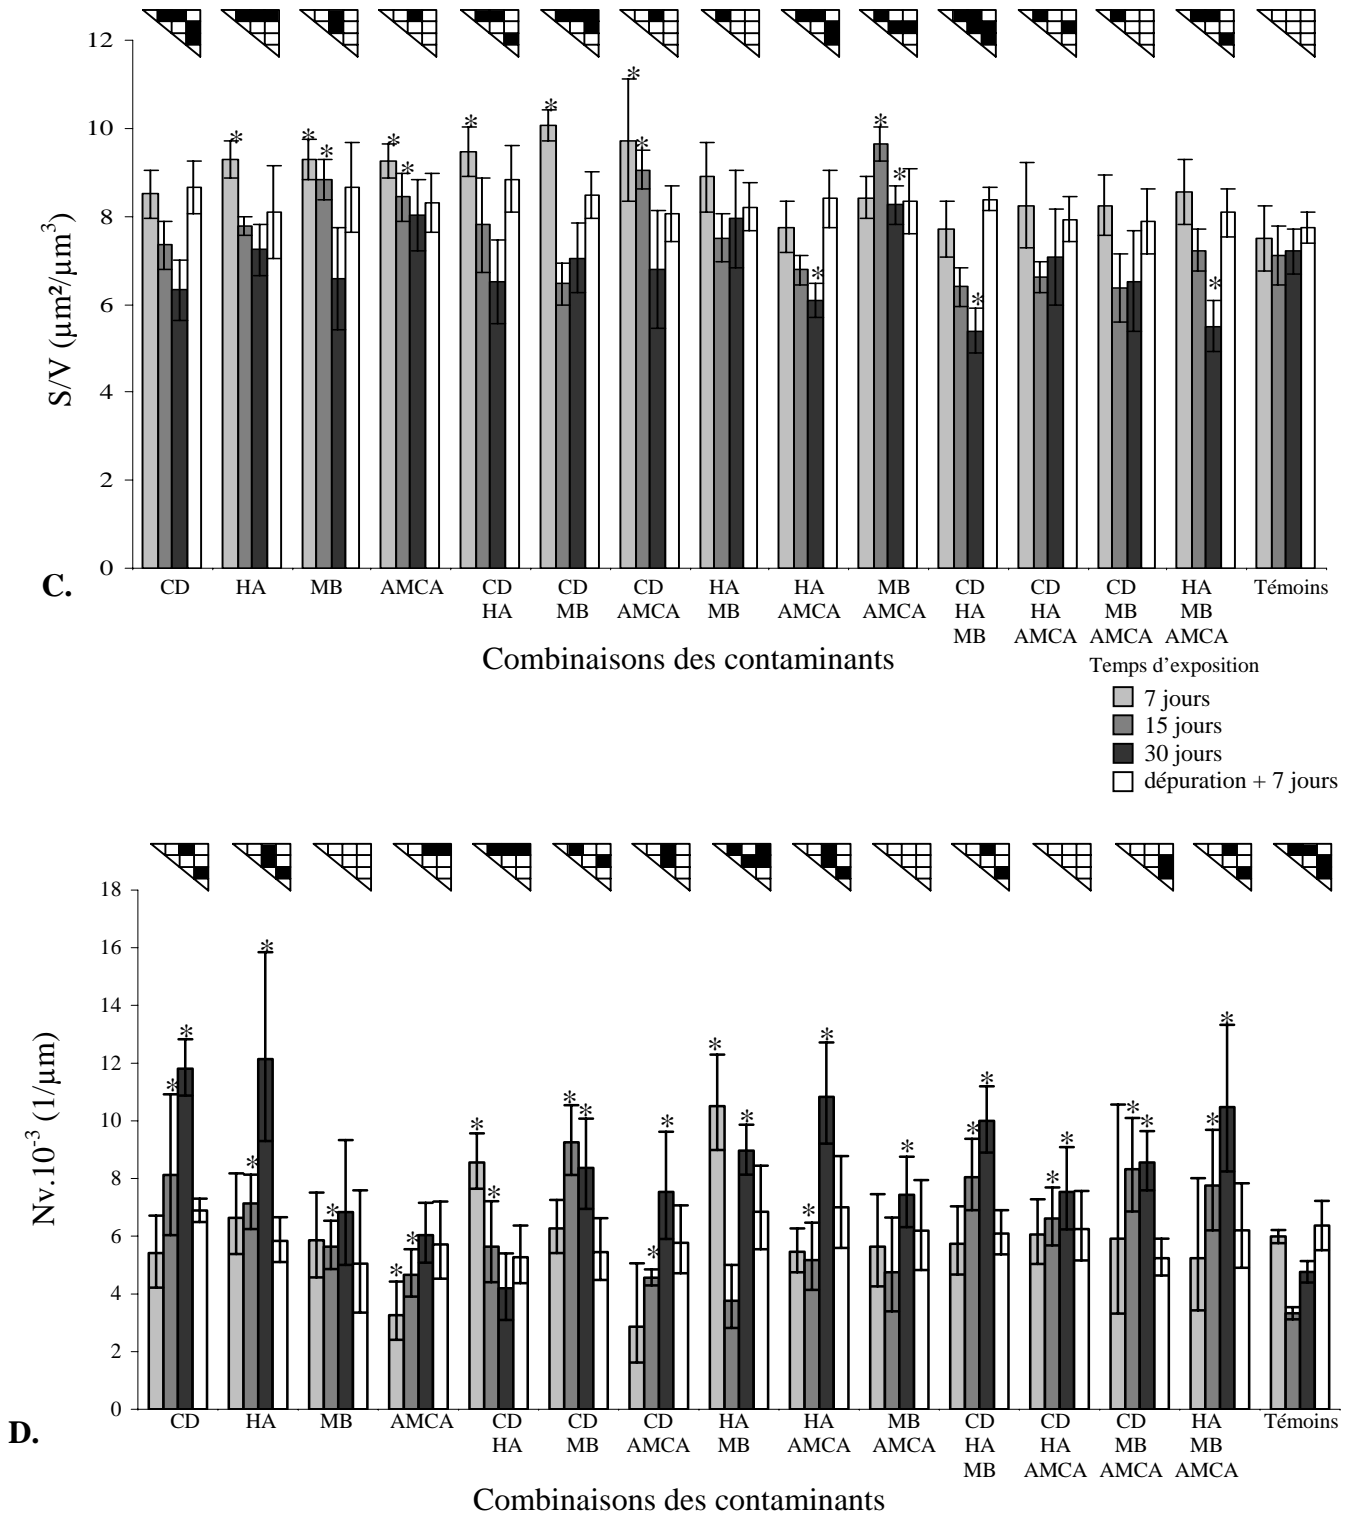 12
10
8
6
4
2
0
S/V (µm²/µm³)
* * * * * * * * * * * * * * *
C.
CD HA MB AMCA CD CD CD HA HA MB CD CD CD HA Témoins
HA MB AMCA MB AMCA AMCA HA HA MB MB
MB AMCA AMCA AMCA
Combinaisons des contaminants
Temps d'exposition
7 jours
15 jours
30 jours
dépuration + 7 jours
18
16
14
12
10
8
6
4
2
0
Nv.10⁻³ (1/µm)
* * * * * * * * * * * * * * * * * * * * * * * * * *
D.
CD HA MB AMCA CD CD CD HA HA MB CD CD CD HA Témoins
HA MB AMCA MB AMCA AMCA HA HA MB MB
MB AMCA AMCA AMCA
Combinaisons des contaminants